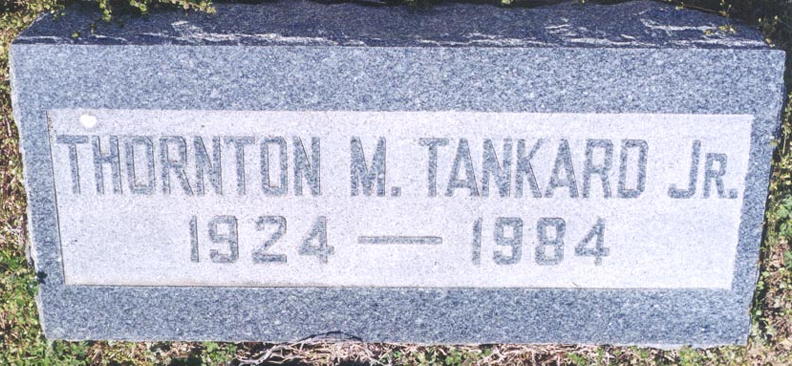 THORNTON M. TANKARD JR.
1924 — 1984